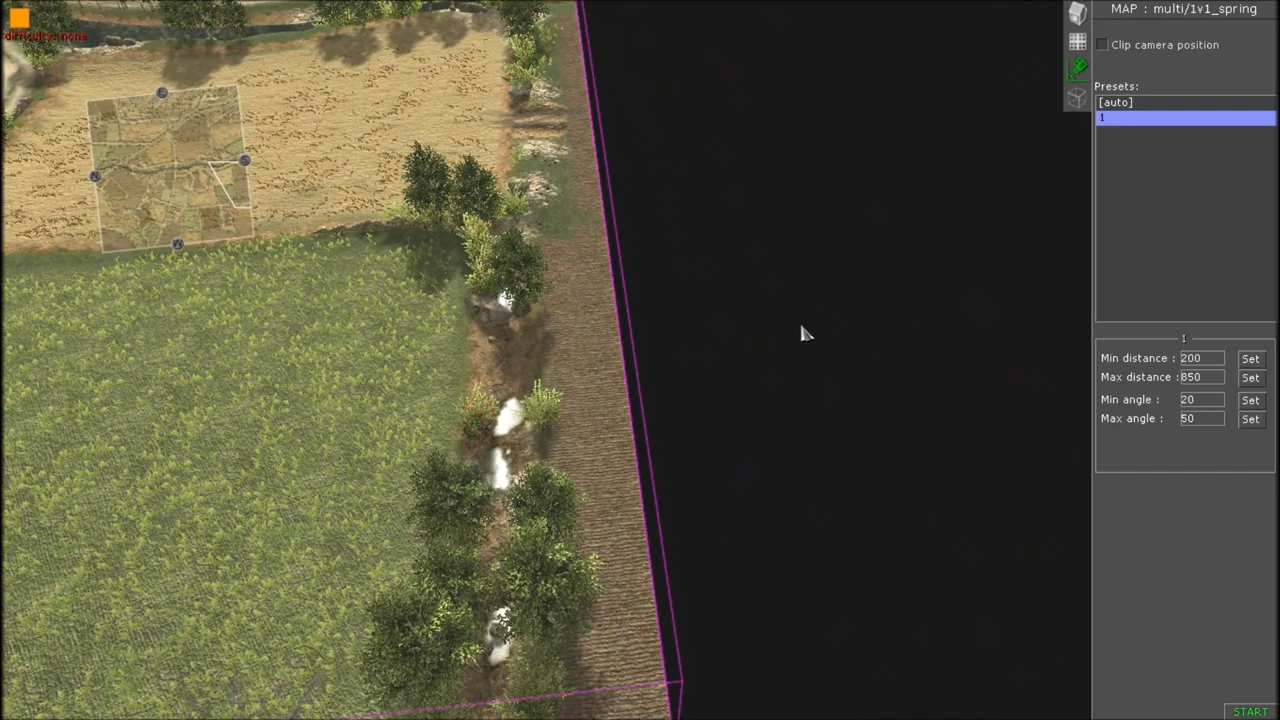 difficulty: none
E
S
N
W
MAP : multi/1v1_spring
Clip camera position
Presets:
[auto]
1
1
Min distance : 200 Set
Max distance : 850 Set
Min angle : 20 Set
Max angle : 50 Set
START